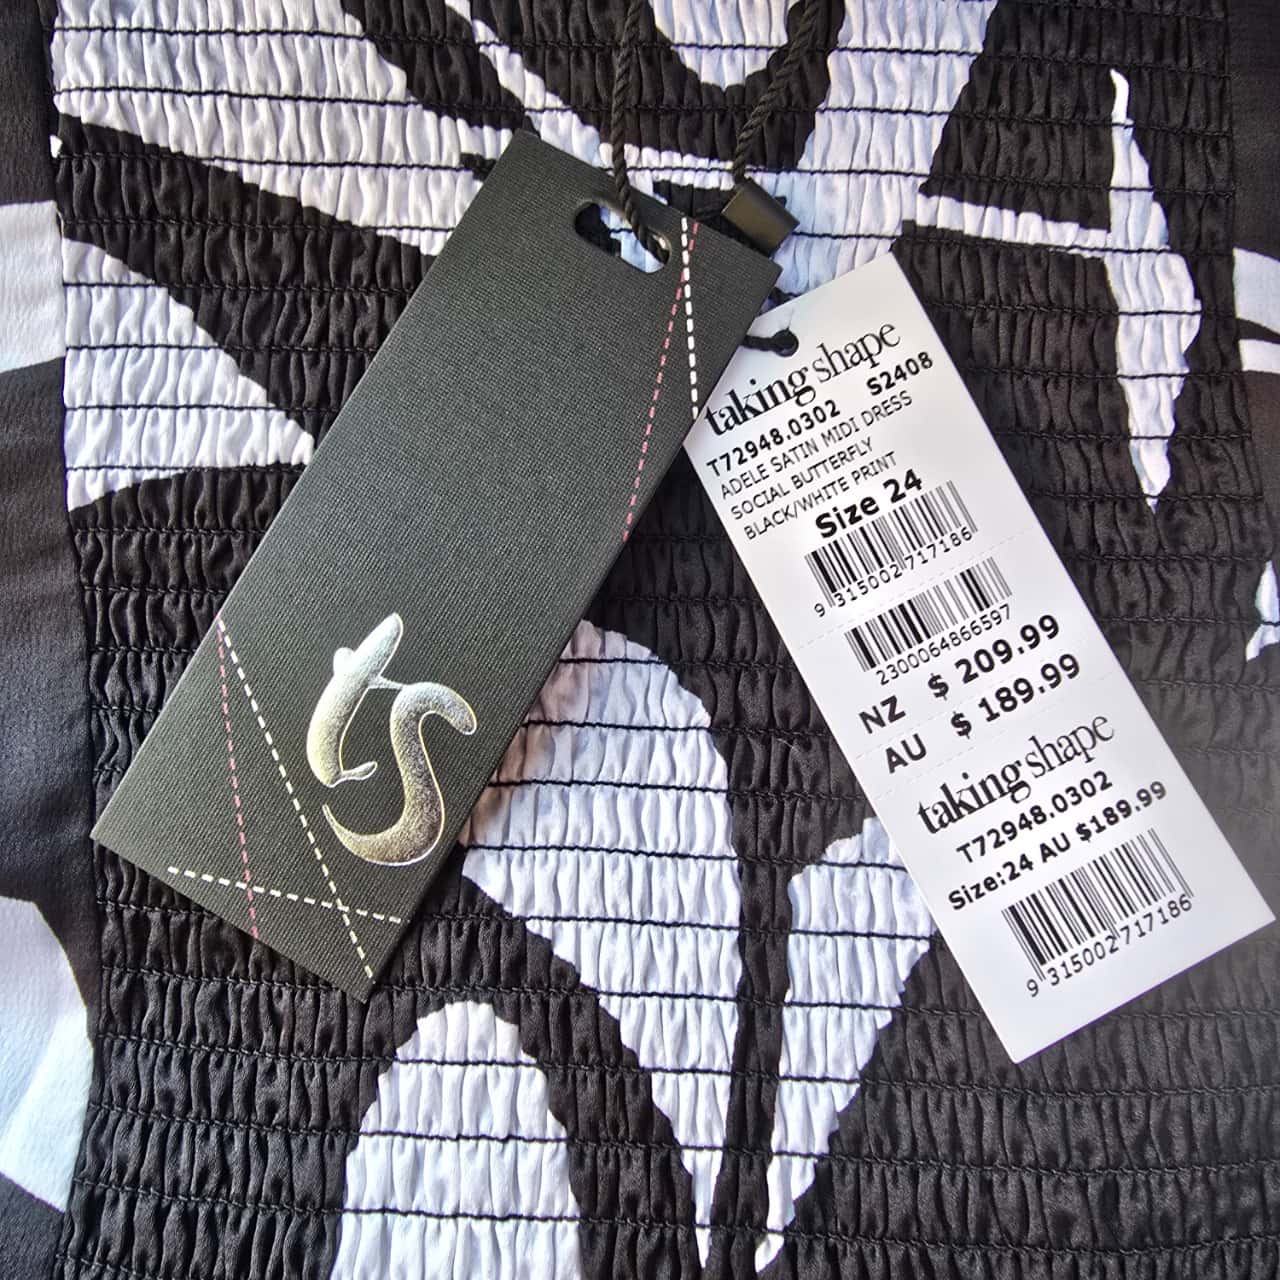 ts
taking shape
T72948.0302 S2408
ADELE SATIN MIDI DRESS
SOCIAL BUTTERFLY
BLACK/WHITE PRINT
Size 24
9 315002 717186
2300064866597
NZ $ 209.99
AU $ 189.99
taking shape
T72948.0302
Size:24 AU $189.99
9 315002 717186